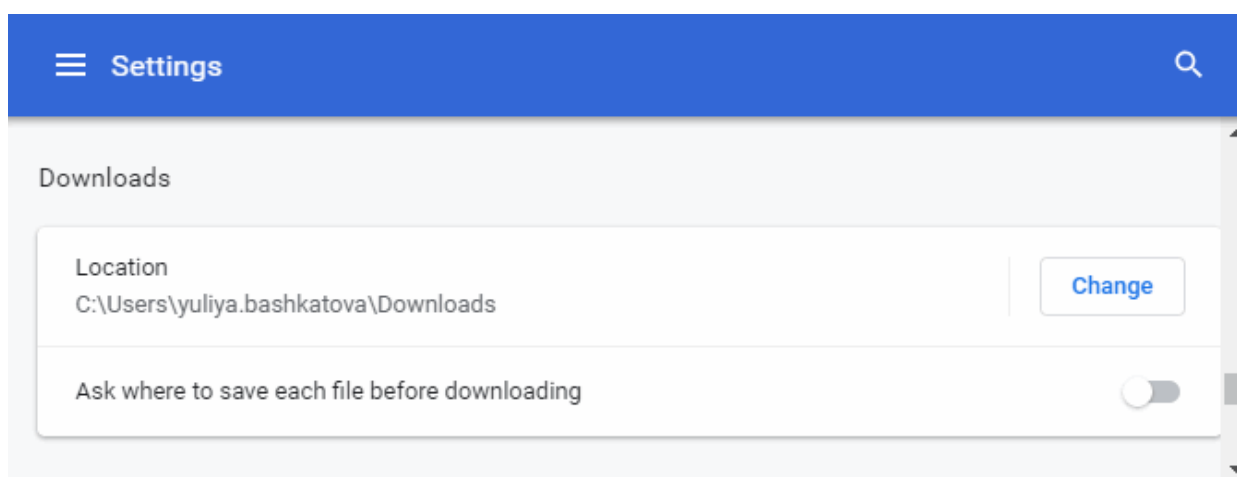 Settings
Downloads
Location
C:\Users\yuliya.bashkatova\Downloads
Change
Ask where to save each file before downloading